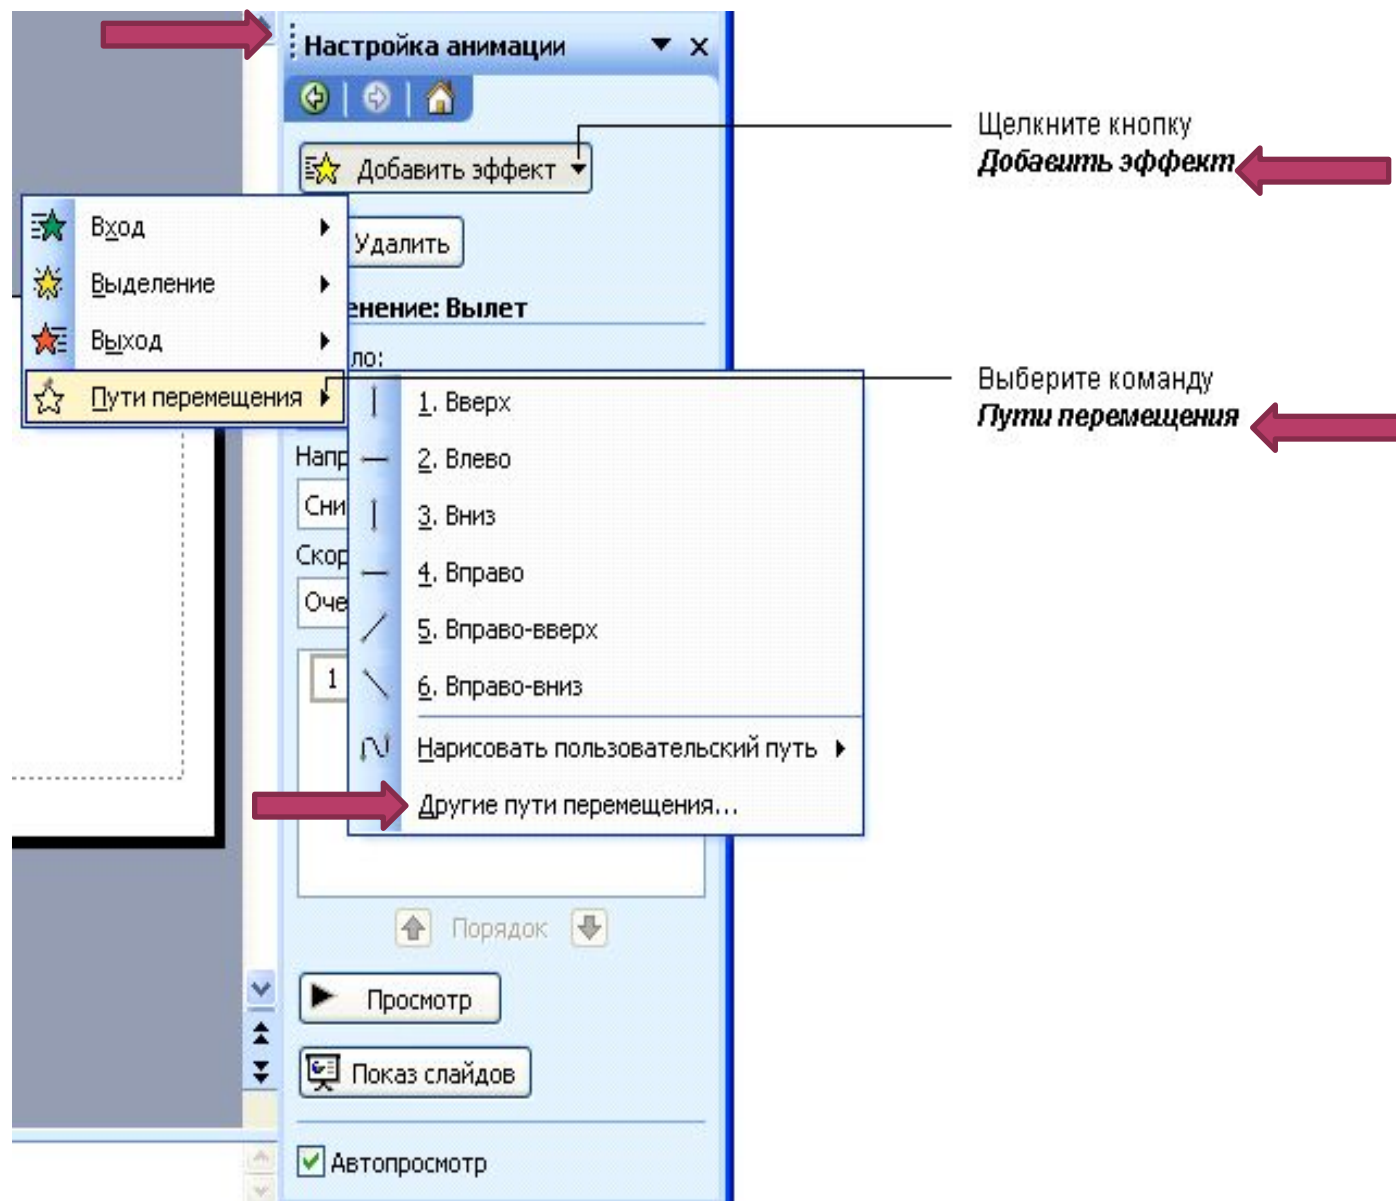 Настройка анимации
Добавить эффект
Щелкните кнопку
Добавить эффект
Вход
Удалить
Выделение
енение: Вылет
Выход
ло:
Пути перемещения
Выберите команду
Пути перемещения
1. Вверх
Напр
2. Влево
Сни
3. Вниз
Скор
4. Вправо
Оче
5. Вправо-вверх
1
6. Вправо-вниз
Нарисовать пользовательский путь
Другие пути перемещения...
Порядок
Просмотр
Показ слайдов
Автопросмотр